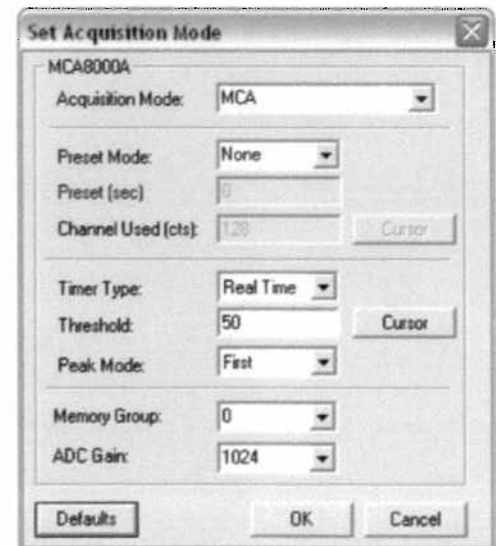 Set Acquisition Mode
MCA8000A
Acquisition Mode: MCA
Preset Mode: None
Preset (sec) 0
Channel Used (cts): 128 Cursor
Timer Type: Real Time
Threshold: 50 Cursor
Peak Mode: First
Memory Group: 0
ADC Gain: 1024
Defaults OK Cancel